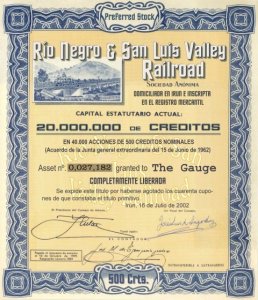 Preferred Stock
Rio Negro & San Luis Valley
Railroad
SOCIEDAD ANÓNIMA
DOMICILIADA EN IRUN E INSCRITA
EN EL REGISTRO MERCANTIL
CAPITAL ESTATUTARIO ACTUAL:
20.000.000 DE CREDITOS
EN 40.000 ACCIONES DE 500 CREDITOS NOMINALES
(Acuerdo de la Junta general extraordinaria del 15 de Junio de 1962)
Asset no. 0,027,182 granted to The Gauge
COMPLETAMENTE LIBERADA
Se expide este título por haberse agotado los cuarenta cupones
de que constaba el título primitivo.
Irún, 16 de Julio de 2002
EL CONTADOR,
500 Crts.